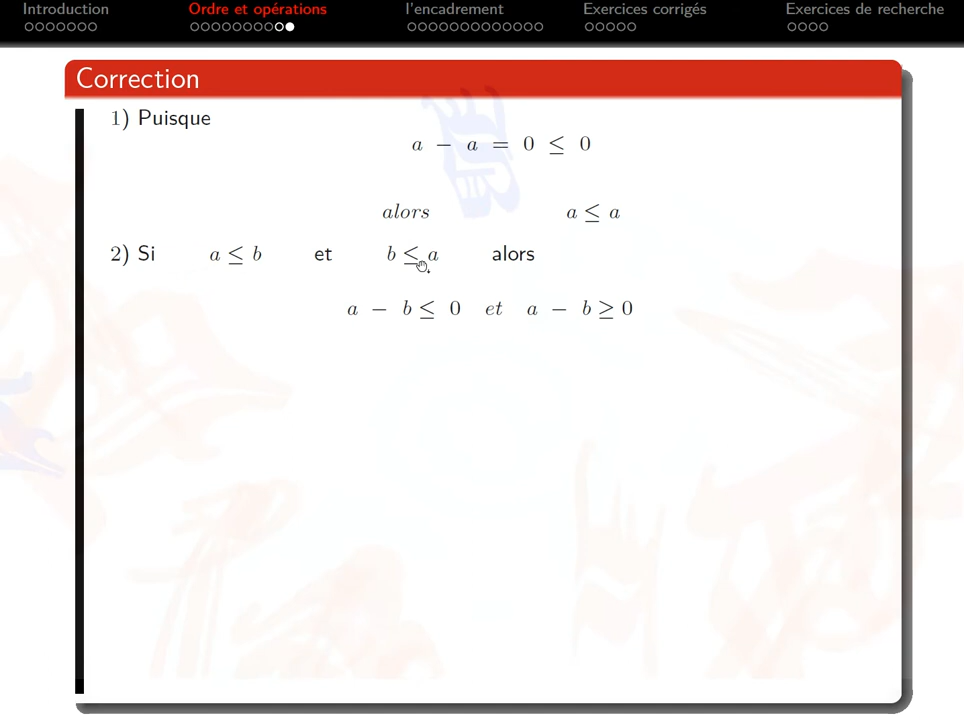 Introduction Ordre et opérations l'encadrement Exercices corrigés Exercices de recherche
Correction
1) Puisque
a − a = 0 ≤ 0
alors a ≤ a
2) Si a ≤ b et b ≤ a alors
a − b ≤ 0 et a − b ≥ 0